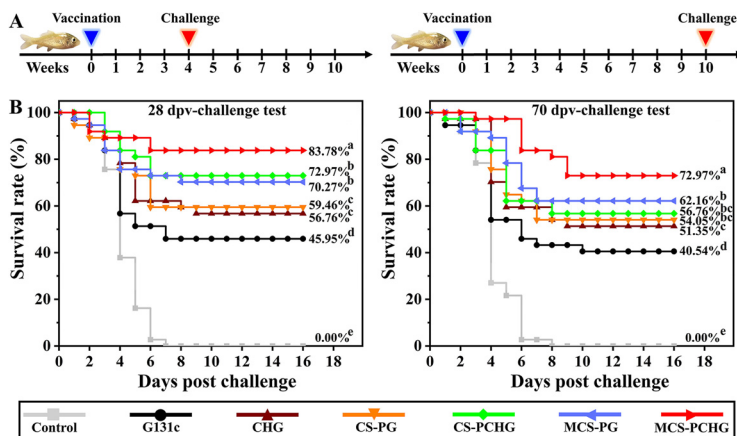 A
Vaccination
Challenge
Weeks 0 1 2 3 4 5 6 7 8 9 10
Vaccination
Challenge
Weeks 0 1 2 3 4 5 6 7 8 9 10
B
28 dpv-challenge test
Survival rate (%)
100
80
60
40
20
0
83.78% a
72.97% b
70.27% b
59.46% c
56.76% c
45.95% d
0.00% e
0 2 4 6 8 10 12 14 16 18
Days post challenge
70 dpv-challenge test
Survival rate (%)
100
80
60
40
20
0
72.97% a
62.16% b
56.76% bc
54.05% bc
51.35% c
40.54% d
0.00% e
0 2 4 6 8 10 12 14 16 18
Days post challenge
Control G131c CHG CS-PG CS-PCHG MCS-PG MCS-PCHG